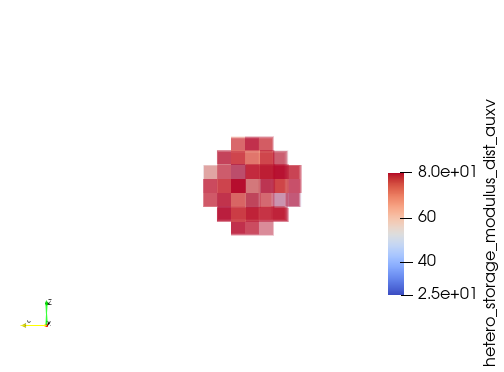 8.0e+01
60
40
2.5e+01
hetero_storage_modulus_dist_auxv
Z